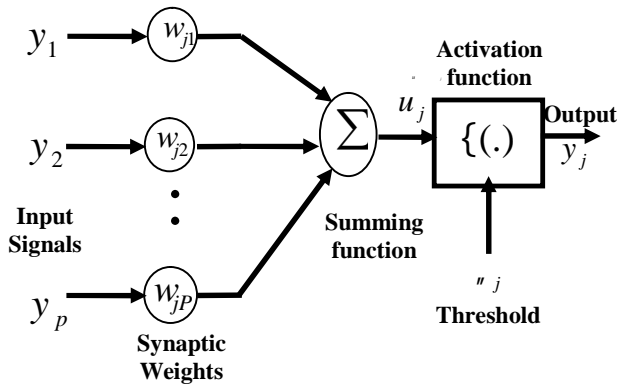 y1
wj1
Activation
function
uj
Output
y2
wj2
Σ
{(.)
yj
Input
Signals
Summing
function
yp
wjP
" j
Threshold
Synaptic
Weights